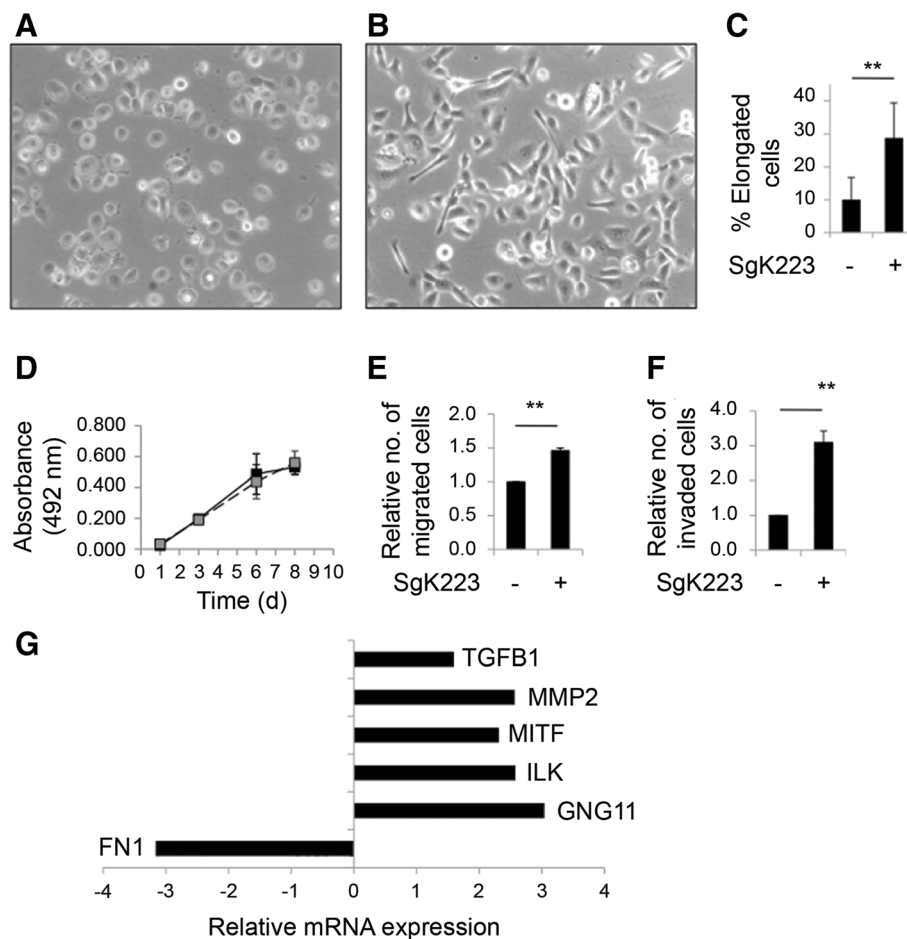 A
B
C
**
% Elongated
cells
40
30
20
10
0
SgK223 - +
D
Absorbance
(492 nm)
0.800
0.600
0.400
0.200
0.000
0 1 2 3 4 5 6 7 8 9 10
Time (d)
E
**
Relative no. of
migrated cells
2.0
1.5
1.0
0.5
0.0
SgK223 - +
F
**
Relative no. of
invaded cells
4.0
3.0
2.0
1.0
0.0
SgK223 - +
G
TGFB1
MMP2
MITF
ILK
GNG11
FN1
-4 -3 -2 -1 0 1 2 3 4
Relative mRNA expression